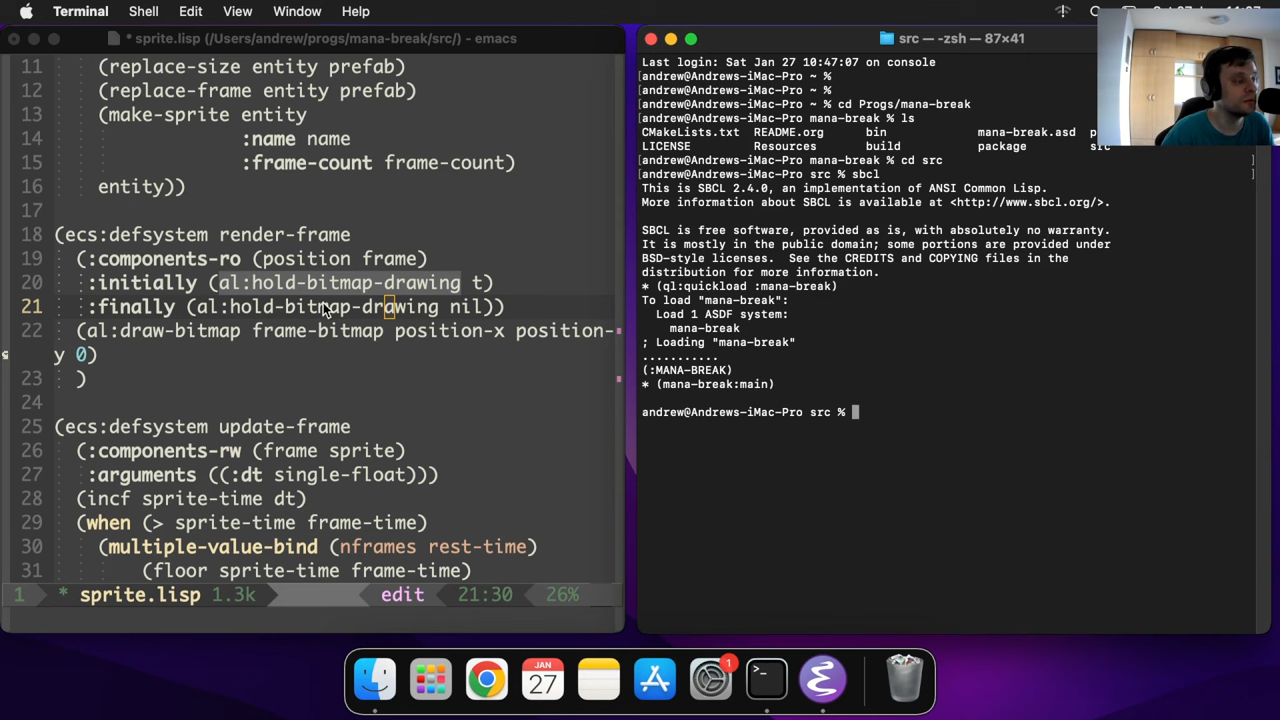 Terminal Shell Edit View Window Help
* sprite.lisp (/Users/andrew/progs/mana-break/src/) - emacs
11 (replace-size entity prefab)
12 (replace-frame entity prefab)
13 (make-sprite entity
14 :name name
15 :frame-count frame-count)
16 entity))
17
18 (ecs:defsystem render-frame
19 (:components-ro (position frame)
20 :initially (al:hold-bitmap-drawing t)
21 :finally (al:hold-bitmap-drawing nil))
22 (al:draw-bitmap frame-bitmap position-x position-
y 0)
23 )
24
25 (ecs:defsystem update-frame
26 (:components-rw (frame sprite)
27 :arguments ((:dt single-float)))
28 (incf sprite-time dt)
29 (when (> sprite-time frame-time)
30 (multiple-value-bind (nframes rest-time)
31 (floor sprite-time frame-time)
1 * sprite.lisp 1.3k edit 21:30 26%
src — -zsh — 87×41
Last login: Sat Jan 27 10:47:07 on console
[andrew@Andrews-iMac-Pro ~ %
[andrew@Andrews-iMac-Pro ~ %
[andrew@Andrews-iMac-Pro ~ % cd Progs/mana-break
[andrew@Andrews-iMac-Pro mana-break % ls
CMakeLists.txt README.org bin mana-break.asd
LICENSE Resources build package src
[andrew@Andrews-iMac-Pro mana-break % cd src ]
[andrew@Andrews-iMac-Pro src % sbcl ]
This is SBCL 2.4.0, an implementation of ANSI Common Lisp.
More information about SBCL is available at <http://www.sbcl.org/>.
SBCL is free software, provided as is, with absolutely no warranty.
It is mostly in the public domain; some portions are provided under
BSD-style licenses. See the CREDITS and COPYING files in the
distribution for more information.
* (ql:quickload :mana-break)
To load "mana-break":
Load 1 ASDF system:
mana-break
; Loading "mana-break"
...........
(:MANA-BREAK)
* (mana-break:main)
andrew@Andrews-iMac-Pro src %
JAN
27
1
>_